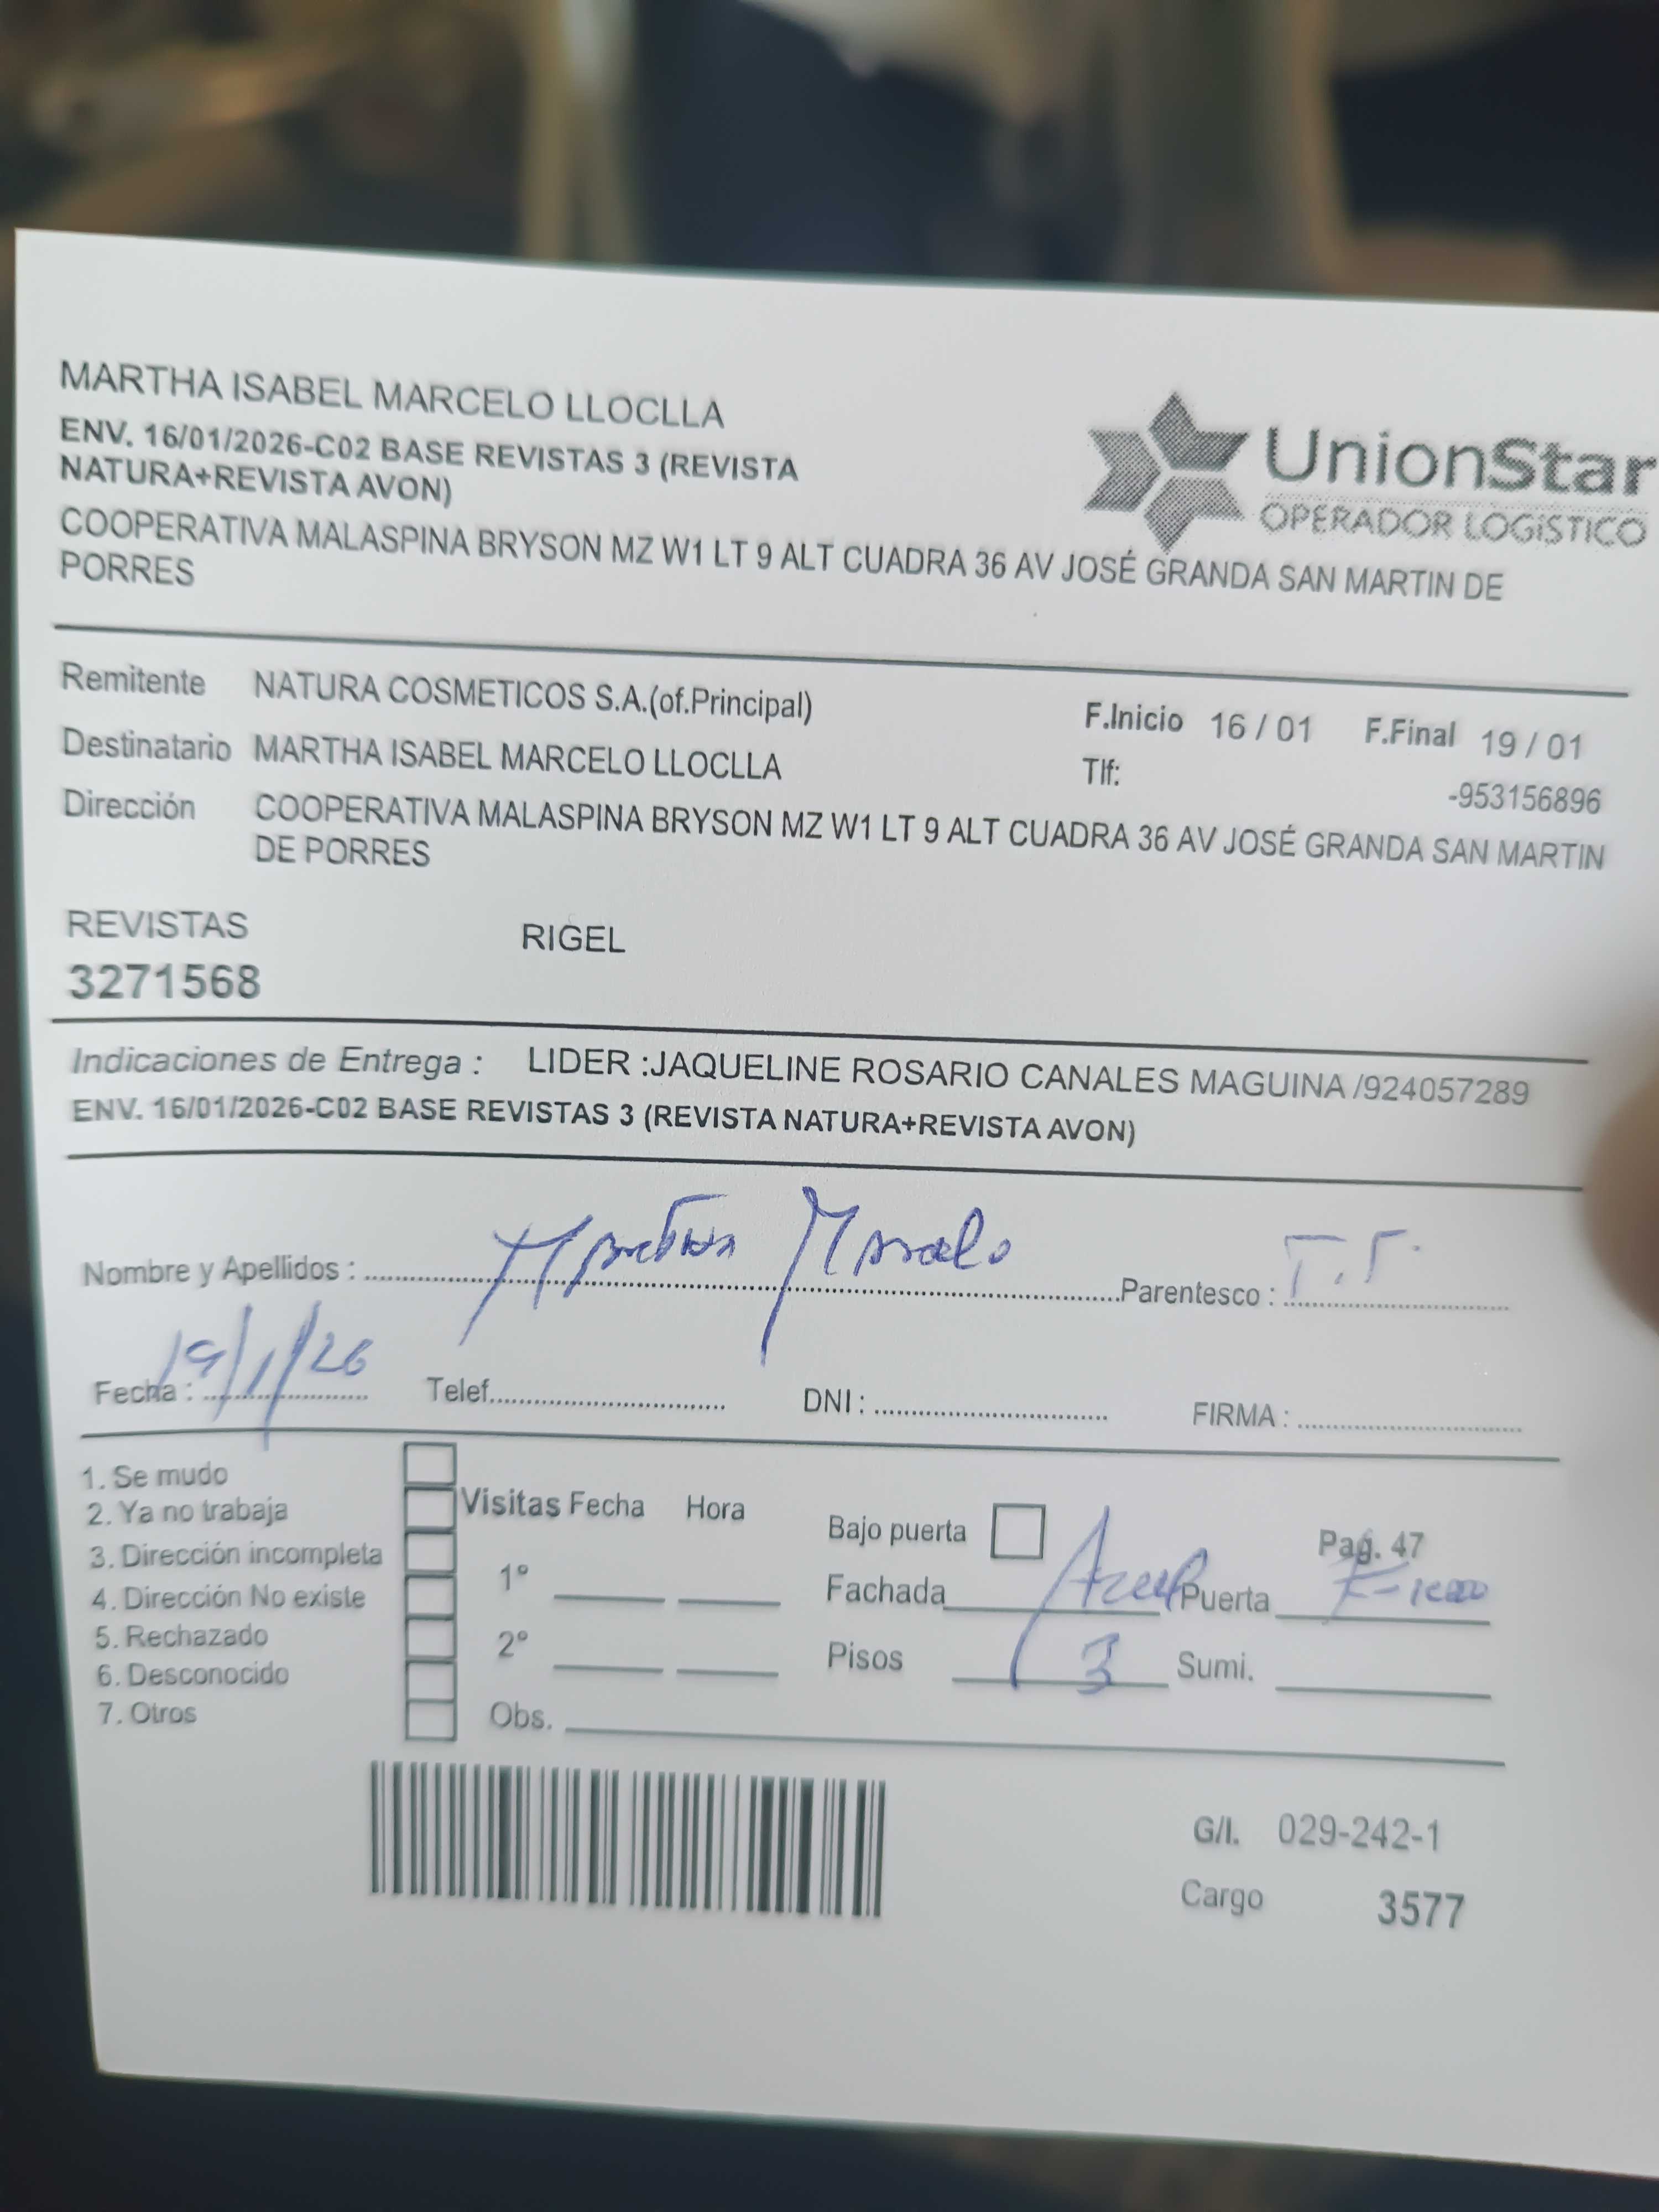 MARTHA ISABEL MARCELO LLOCLLA
ENV. 16/01/2026-C02 BASE REVISTAS 3 (REVISTA
NATURA+REVISTA AVON)
COOPERATIVA MALASPINA BRYSON MZ W1 LT 9 ALT CUADRA 36 AV JOSÉ GRANDA SAN MARTIN DE
PORRES
UnionStar
OPERADOR LOGíSTICO
Remitente NATURA COSMETICOS S.A.(of.Principal) F.Inicio 16 / 01 F.Final 19 / 01
Destinatario MARTHA ISABEL MARCELO LLOCLLA Tlf: -953156896
Dirección COOPERATIVA MALASPINA BRYSON MZ W1 LT 9 ALT CUADRA 36 AV JOSÉ GRANDA SAN MARTIN
DE PORRES
REVISTAS RIGEL
3271568
Indicaciones de Entrega : LIDER :JAQUELINE ROSARIO CANALES MAGUINA /924057289
ENV. 16/01/2026-C02 BASE REVISTAS 3 (REVISTA NATURA+REVISTA AVON)
Nombre y Apellidos : Martha Marcelo Parentesco : T.T.
Fecha : 19/1/26 Telef. DNI : FIRMA :
1. Se mudo
2. Ya no trabaja
3. Dirección incompleta
4. Dirección No existe
5. Rechazado
6. Desconocido
7. Otros
Visitas Fecha Hora
1º
2º
Obs.
Bajo puerta Pag. 47
Fachada Azul Puerta
Pisos 3 Sumi.
G/I. 029-242-1
Cargo 3577